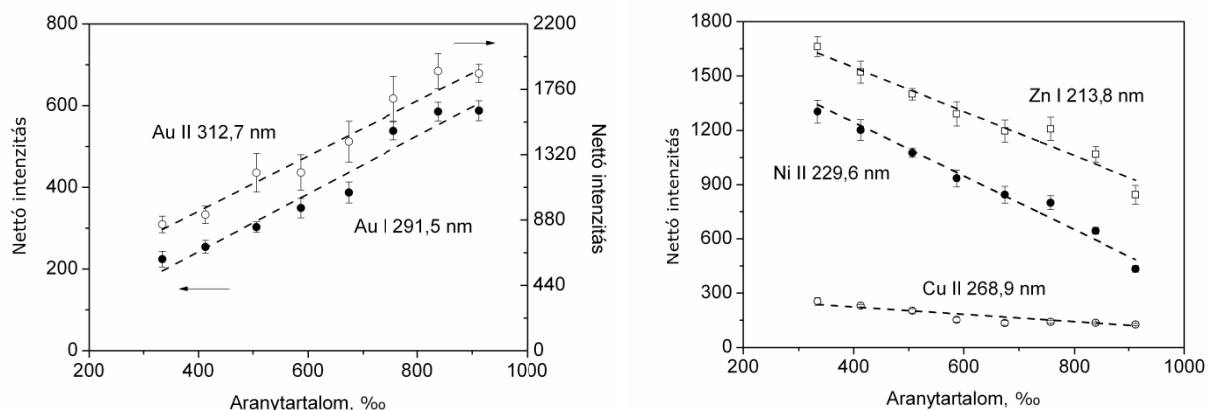 800
600
400
200
0
2200
1760
1320
880
440
0
Nettó intenzitás
Nettó intenzitás
Au II 312,7 nm
Au I 291,5 nm
200
400
600
800
1000
Aranytartalom, ‰
1800
1500
1200
900
600
300
0
Nettó intenzitás
Zn I 213,8 nm
Ni II 229,6 nm
Cu II 268,9 nm
200
400
600
800
1000
Aranytartalom, ‰